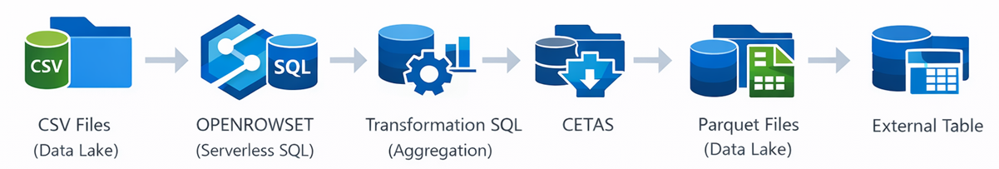 CSV
SQL
CSV Files
(Data Lake)
OPENROWSET
(Serverless SQL)
Transformation SQL
(Aggregation)
CETAS
Parquet Files
(Data Lake)
External Table